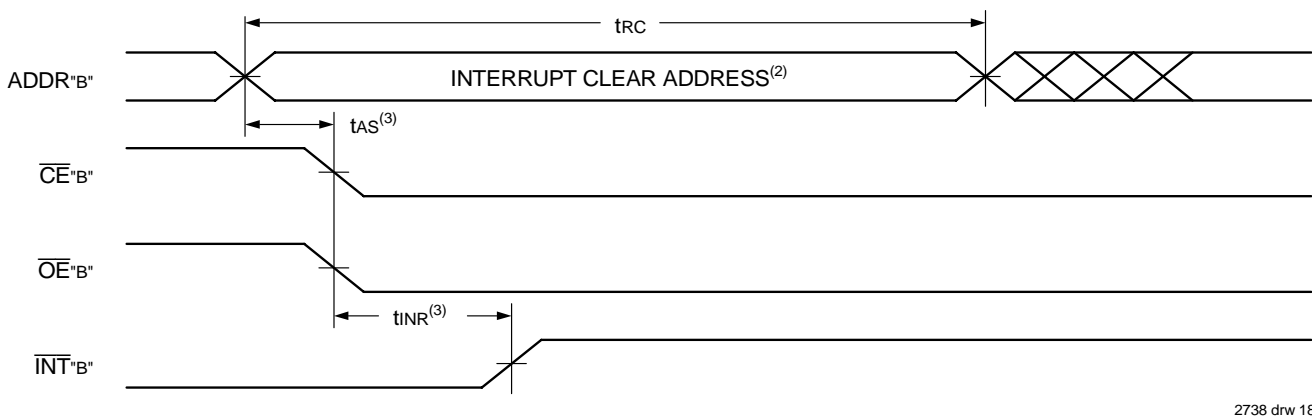 tRC
ADDR"B"
INTERRUPT CLEAR ADDRESS(2)
tAS(3)
CE"B"
OE"B"
tINR(3)
INT"B"
2738 drw 18